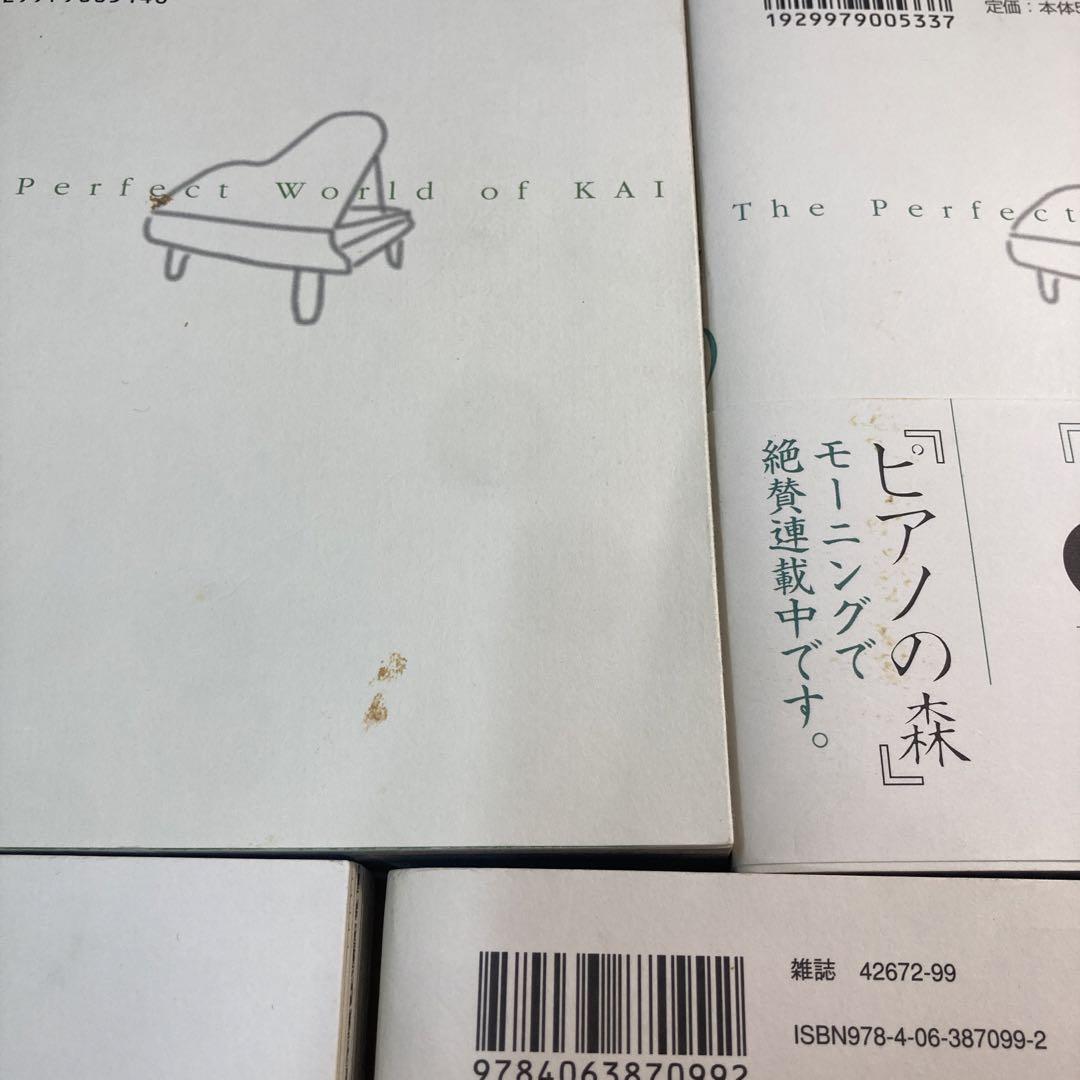 1929979005337
定価：本体5
Perfect World of KAI
The Perfect
『ピアノの森』
モーニングで
絶賛連載中です。
雑誌 42672-99
ISBN978-4-06-387099-2
9784063870992